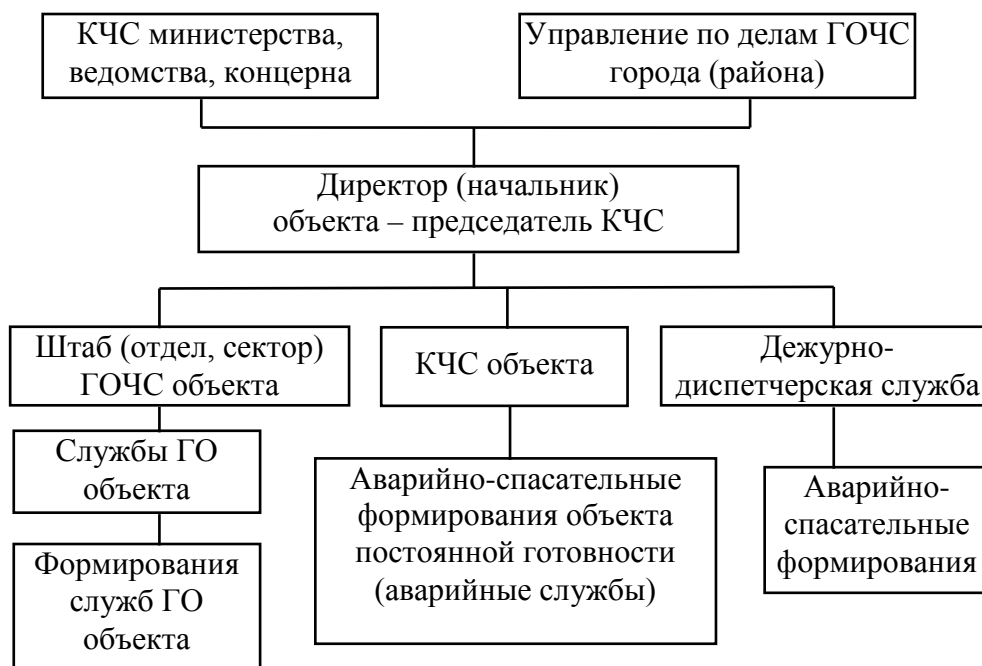 КЧС министерства,
ведомства, концерна
Управление по делам ГОЧС
города (района)
Директор (начальник)
объекта – председатель КЧС
Штаб (отдел, сектор)
ГОЧС объекта
КЧС объекта
Дежурно-
диспетчерская служба
Службы ГО
объекта
Аварийно-спасательные
формирования объекта
постоянной готовности
(аварийные службы)
Аварийно-
спасательные
формирования
Формирования
служб ГО
объекта